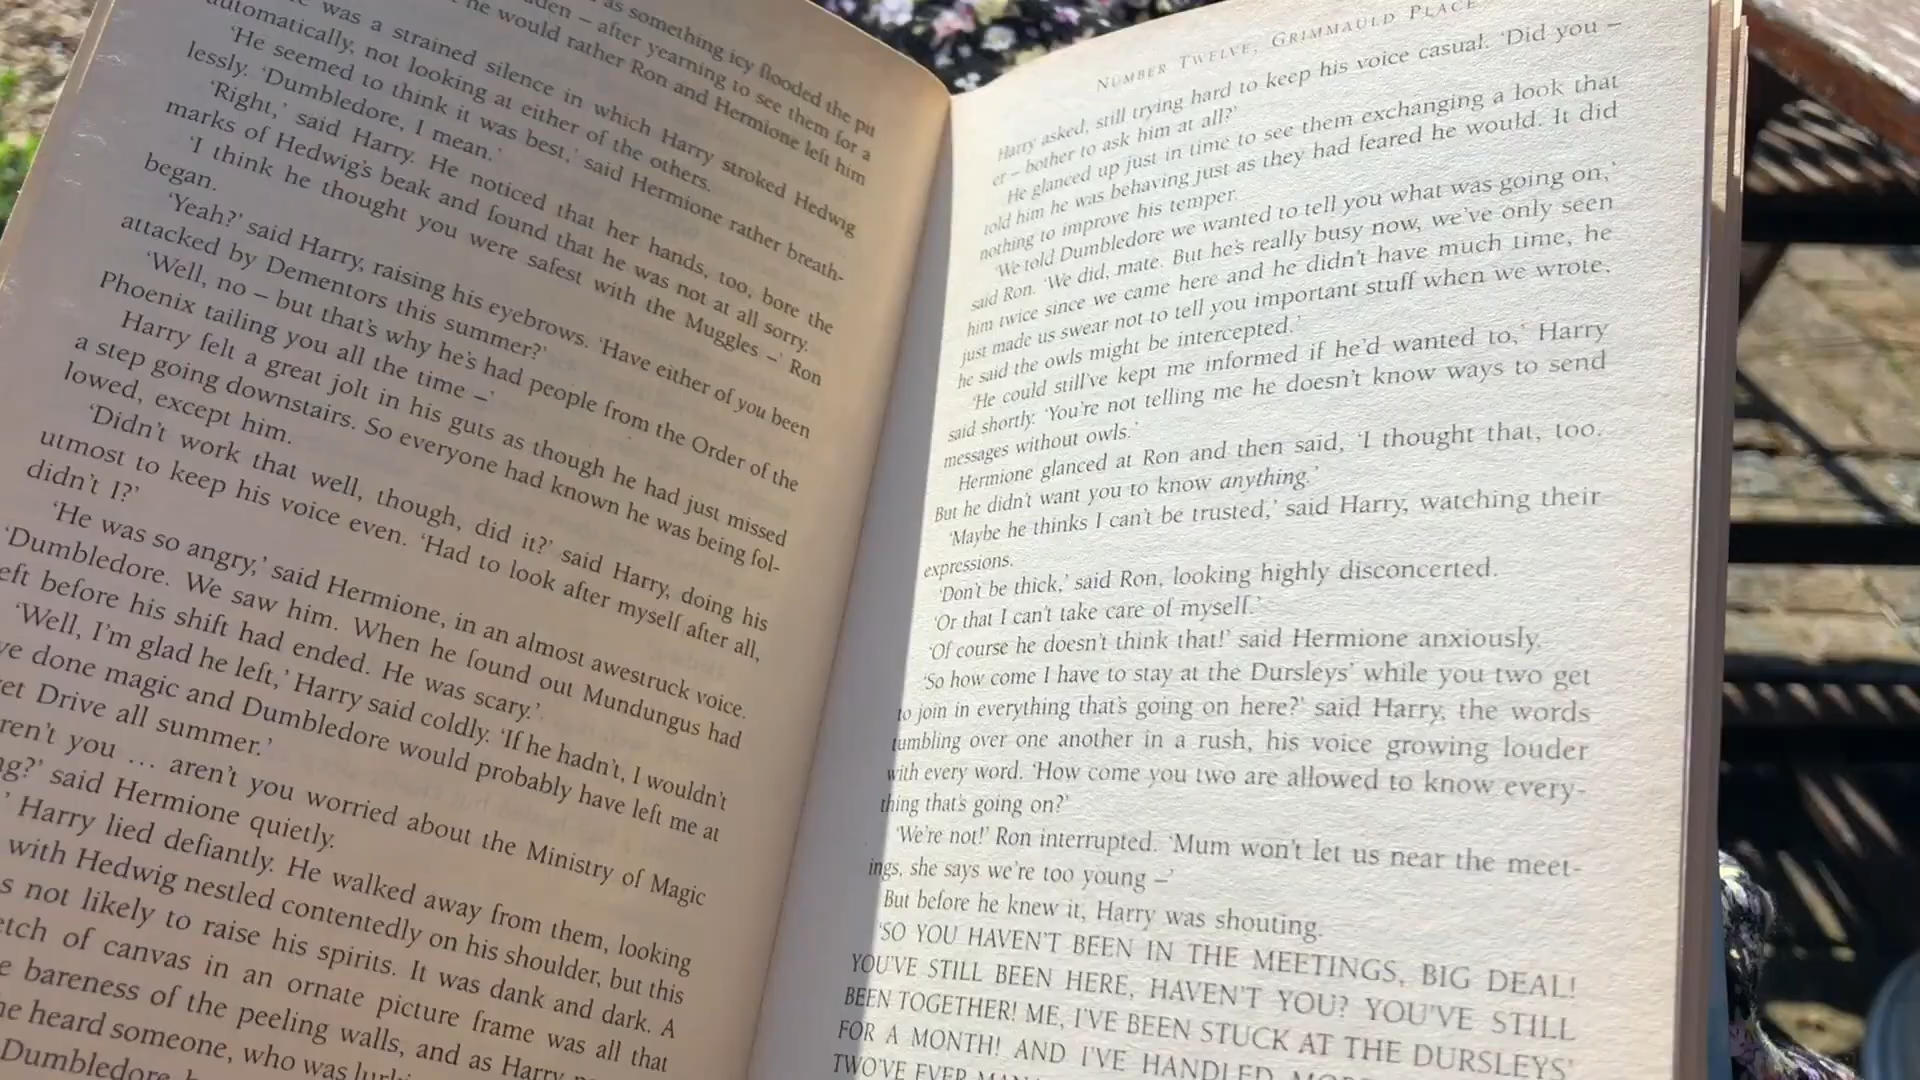 as something icy flooded the pit
– after yearning to see them for a
he would rather Ron and Hermione left him
was a strained silence in which Harry stroked Hedwig
automatically, not looking at either of the others.
'He seemed to think it was best,' said Hermione rather breath-
lessly. 'Dumbledore, I mean.'
'Right,' said Harry. He noticed that her hands, too, bore the
marks of Hedwig's beak and found that he was not at all sorry.
'I think he thought you were safest with the Muggles –' Ron
began.
'Yeah?' said Harry, raising his eyebrows. 'Have either of you been
attacked by Dementors this summer?'
'Well, no – but that's why he's had people from the Order of the
Phoenix tailing you all the time –'
Harry felt a great jolt in his guts as though he had just missed
a step going downstairs. So everyone had known he was being fol-
lowed, except him.
'Didn't work that well, though, did it?' said Harry, doing his
utmost to keep his voice even. 'Had to look after myself after all,
didn't I?'
'He was so angry,' said Hermione, in an almost awestruck voice.
'Dumbledore. We saw him. When he found out Mundungus had
eft before his shift had ended. He was scary.'
'Well, I'm glad he left,' Harry said coldly. 'If he hadn't, I wouldn't
ve done magic and Dumbledore would probably have left me at
et Drive all summer.'
ren't you ... aren't you worried about the Ministry of Magic
ng?' said Hermione quietly.
' Harry lied defiantly. He walked away from them, looking
with Hedwig nestled contentedly on his shoulder, but this
s not likely to raise his spirits. It was dank and dark. A
etch of canvas in an ornate picture frame was all that
e bareness of the peeling walls, and as Harry
he heard someone, who was
Dumbledore
NUMBER TWELVE, GRIMMAULD PLACE
Harry asked, still trying hard to keep his voice casual. 'Did you –
er – bother to ask him at all?'
He glanced up just in time to see them exchanging a look that
told him he was behaving just as they had feared he would. It did
nothing to improve his temper.
'We told Dumbledore we wanted to tell you what was going on,'
said Ron. 'We did, mate. But he's really busy now, we've only seen
him twice since we came here and he didn't have much time, he
just made us swear not to tell you important stuff when we wrote,
he said the owls might be intercepted.'
'He could still've kept me informed if he'd wanted to,' Harry
said shortly. 'You're not telling me he doesn't know ways to send
messages without owls.'
Hermione glanced at Ron and then said, 'I thought that, too.
But he didn't want you to know anything.'
'Maybe he thinks I can't be trusted,' said Harry, watching their
expressions.
'Don't be thick,' said Ron, looking highly disconcerted.
'Or that I can't take care of myself.'
'Of course he doesn't think that!' said Hermione anxiously.
'So how come I have to stay at the Dursleys' while you two get
to join in everything that's going on here?' said Harry, the words
tumbling over one another in a rush, his voice growing louder
with every word. 'How come you two are allowed to know every-
thing that's going on?'
'We're not!' Ron interrupted. 'Mum won't let us near the meet-
ings, she says we're too young –'
But before he knew it, Harry was shouting.
'SO YOU HAVEN'T BEEN IN THE MEETINGS, BIG DEAL!
YOU'VE STILL BEEN HERE, HAVEN'T YOU? YOU'VE STILL
BEEN TOGETHER! ME, I'VE BEEN STUCK AT THE DURSLEYS'
FOR A MONTH! AND I'VE HANDLED
TWO'VE EVER